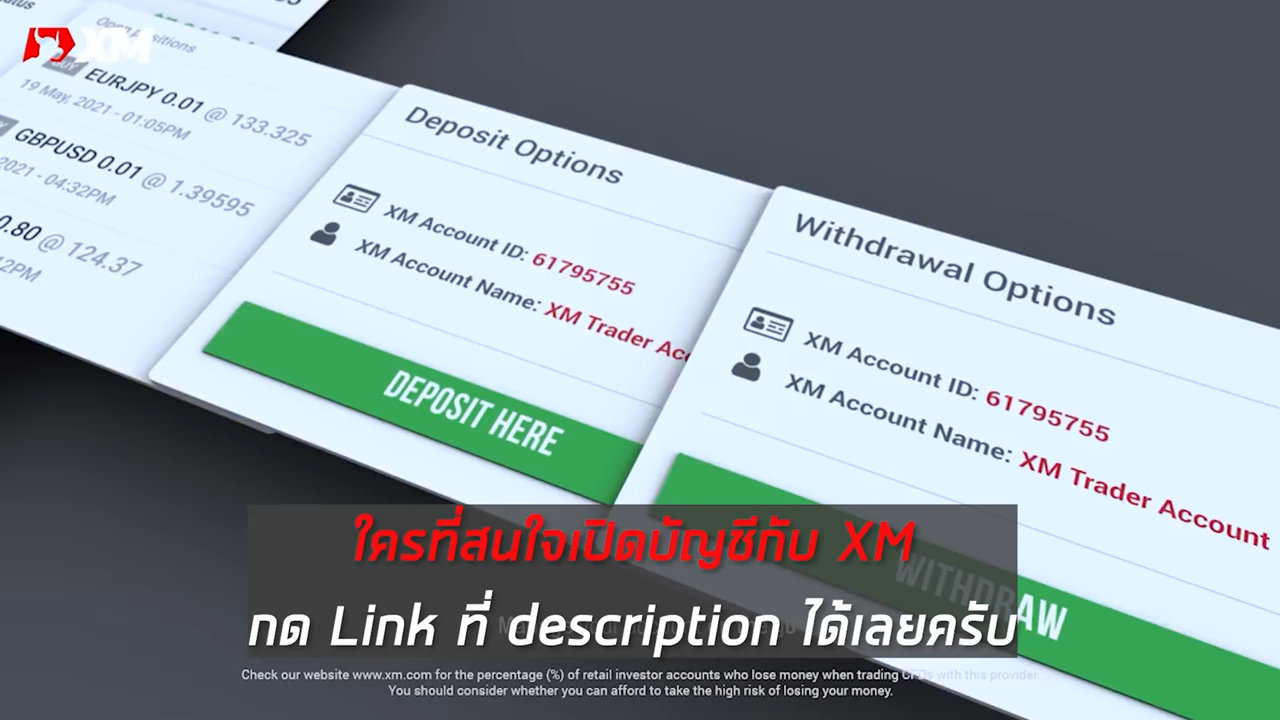 XM
Open positions
BUY EURJPY 0.01 @ 133.325
19 May, 2021 - 01:05PM
GBPUSD 0.01 @ 1.39595
2021 - 04:32PM
0.80 @ 124.37
2PM
Deposit Options
XM Account ID: 61795755
XM Account Name: XM Trader Acc
DEPOSIT HERE
Withdrawal Options
XM Account ID: 61795755
XM Account Name: XM Trader Account
WITHDRAW
ใครที่สนใจเปิดบัญชีกับ XM
กด Link ที่ description ได้เลยครับ
Check our website www.xm.com for the percentage (%) of retail investor accounts who lose money when trading CFDs with this provider
You should consider whether you can afford to take the high risk of losing your money.